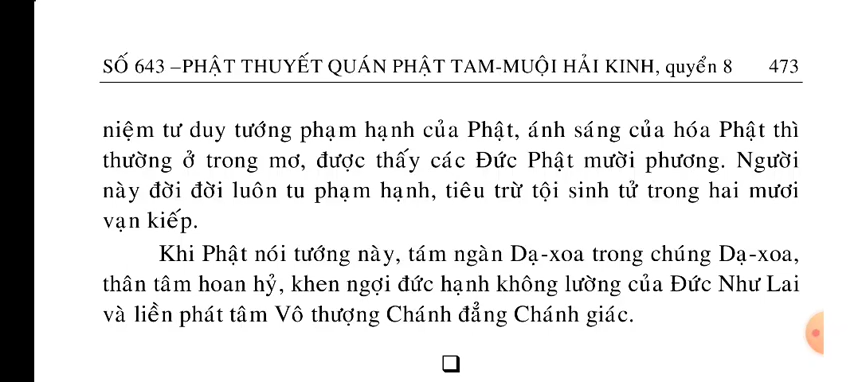 SỐ 643 –PHẬT THUYẾT QUÁN PHẬT TAM-MUỘI HẢI KINH, quyển 8 473
niệm tư duy tướng phạm hạnh của Phật, ánh sáng của hóa Phật thì
thường ở trong mơ, được thấy các Đức Phật mười phương. Người
này đời đời luôn tu phạm hạnh, tiêu trừ tội sinh tử trong hai mươi
vạn kiếp.
Khi Phật nói tướng này, tám ngàn Dạ-xoa trong chúng Dạ-xoa,
thân tâm hoan hỷ, khen ngợi đức hạnh không lường của Đức Như Lai
và liền phát tâm Vô thượng Chánh đẳng Chánh giác.